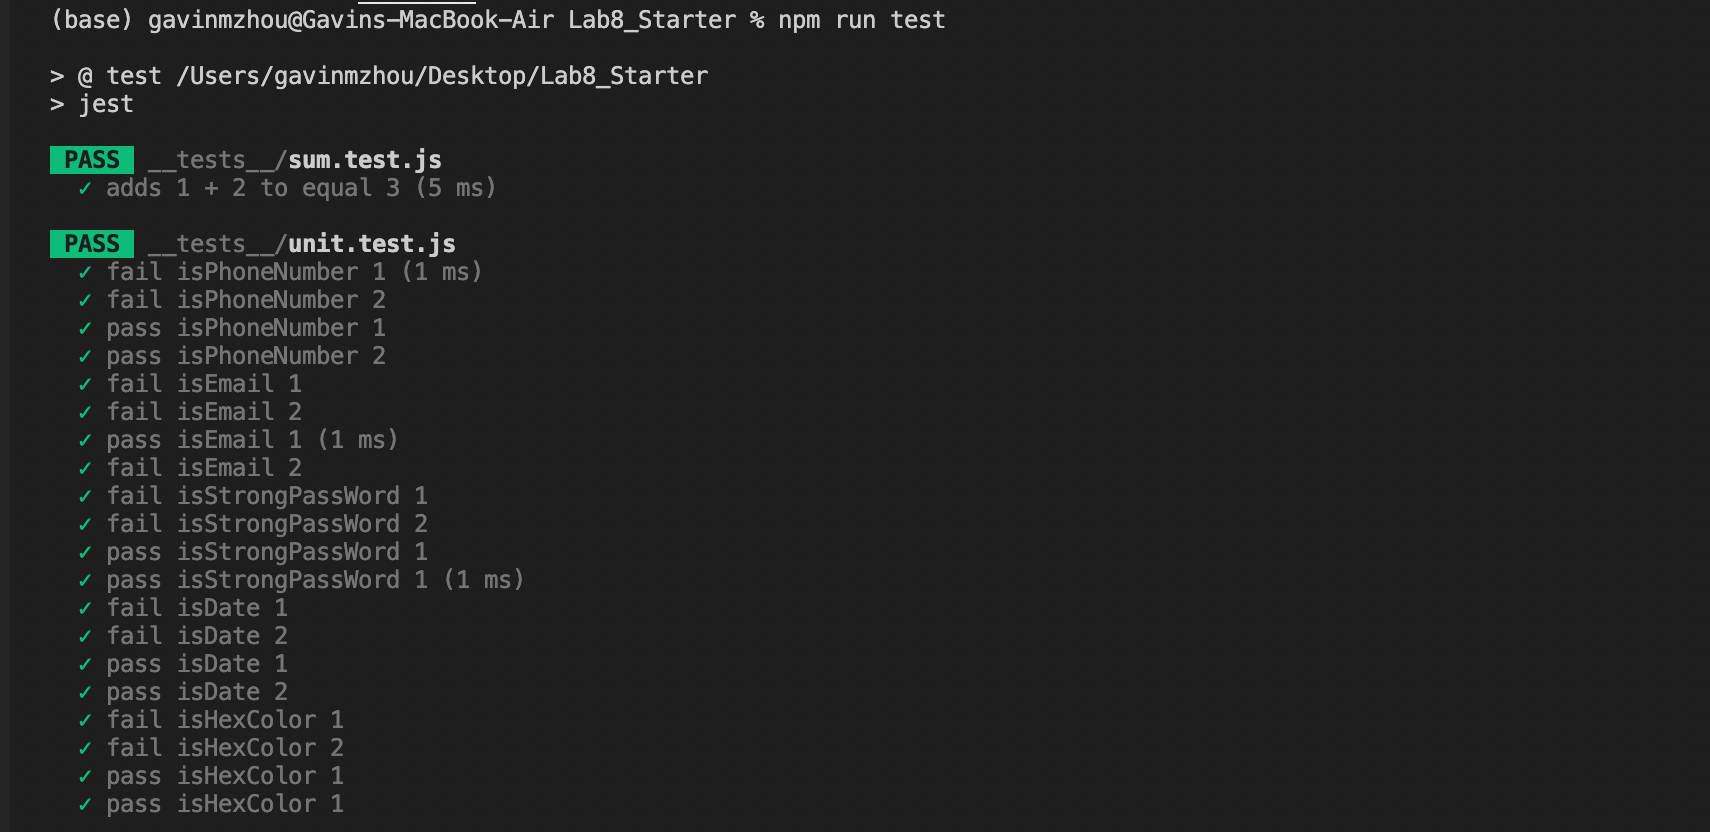 (base) gavinmzhou@Gavins-MacBook-Air Lab8_Starter % npm run test
> @ test /Users/gavinmzhou/Desktop/Lab8_Starter
> jest
PASS __tests__/sum.test.js
✓ adds 1 + 2 to equal 3 (5 ms)
PASS __tests__/unit.test.js
✓ fail isPhoneNumber 1 (1 ms)
✓ fail isPhoneNumber 2
✓ pass isPhoneNumber 1
✓ pass isPhoneNumber 2
✓ fail isEmail 1
✓ fail isEmail 2
✓ pass isEmail 1 (1 ms)
✓ fail isEmail 2
✓ fail isStrongPassWord 1
✓ fail isStrongPassWord 2
✓ pass isStrongPassWord 1
✓ pass isStrongPassWord 1 (1 ms)
✓ fail isDate 1
✓ fail isDate 2
✓ pass isDate 1
✓ pass isDate 2
✓ fail isHexColor 1
✓ fail isHexColor 2
✓ pass isHexColor 1
✓ pass isHexColor 1